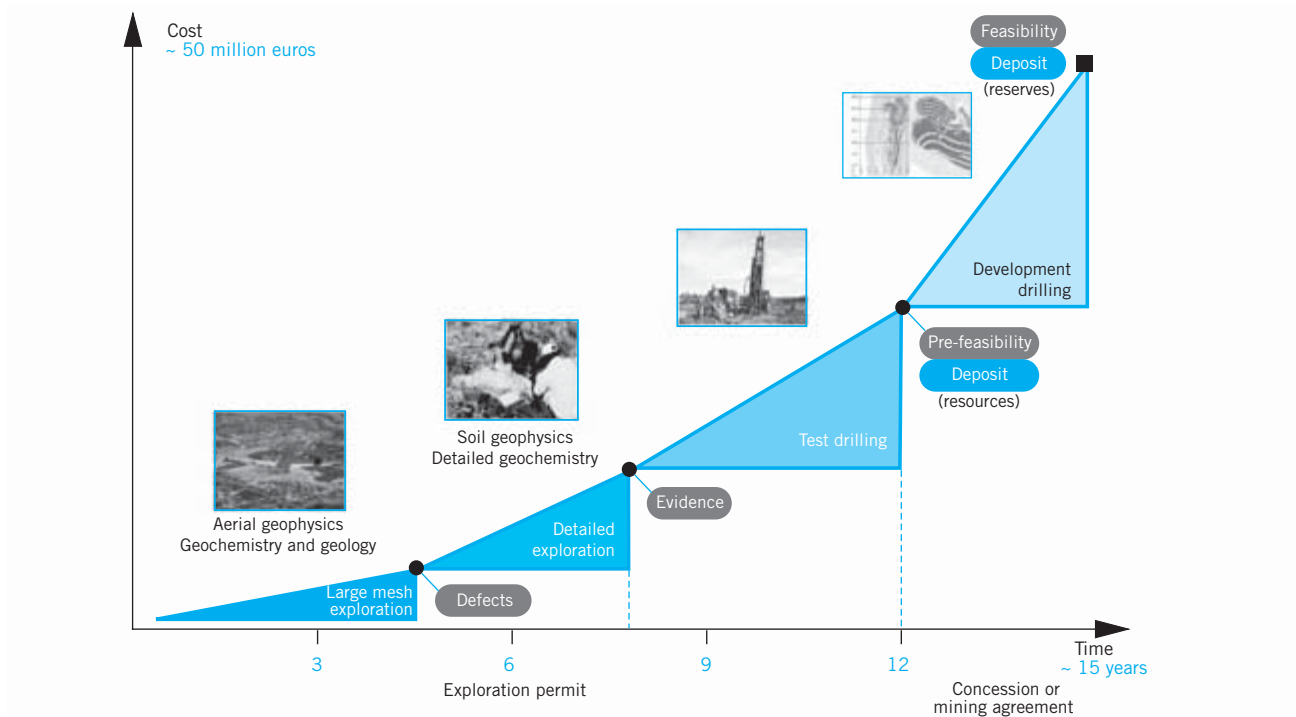 Cost
~ 50 million euros
Feasibility
Deposit
(reserves)
Development
drilling
Pre-feasibility
Deposit
(resources)
Test drilling
Soil geophysics
Detailed geochemistry
Evidence
Aerial geophysics
Geochemistry and geology
Detailed
exploration
Large mesh
exploration
Defects
3
6
9
12
Time
~ 15 years
Exploration permit
Concession or
mining agreement